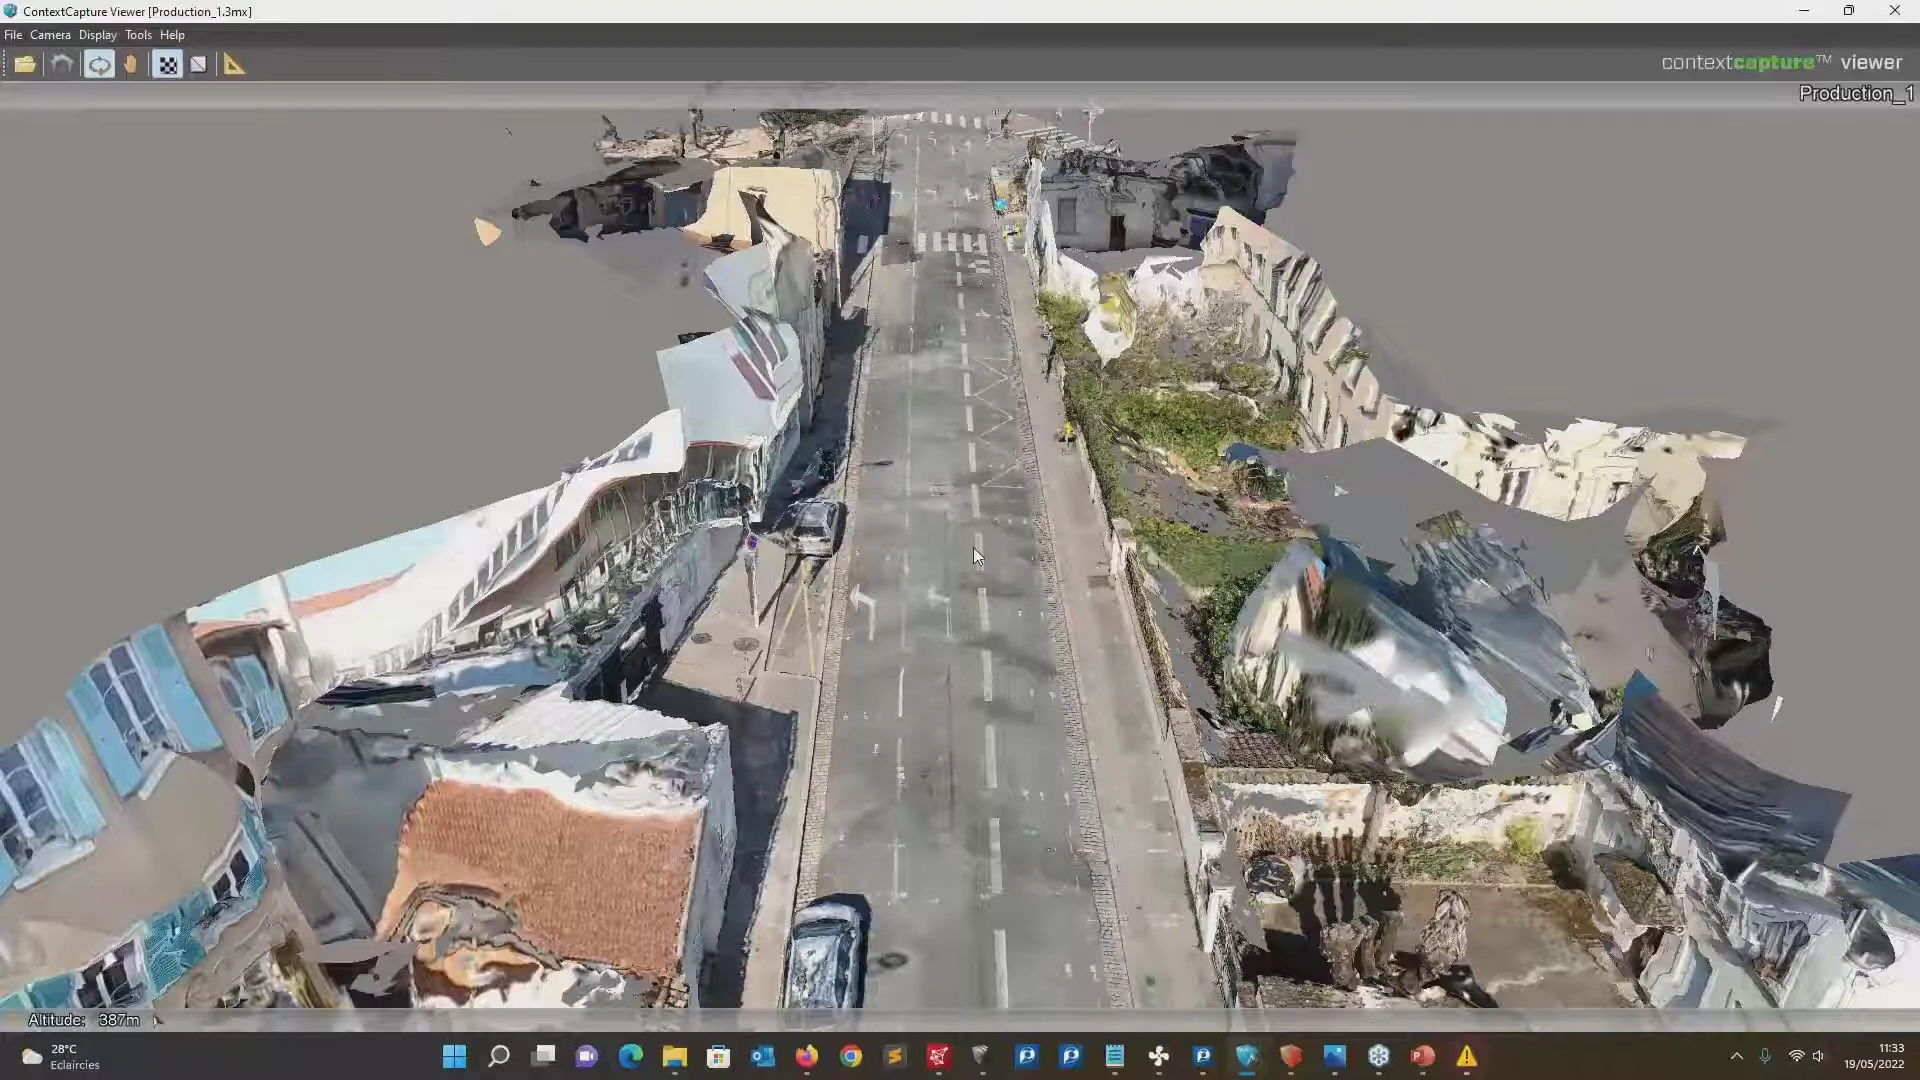 ContextCapture Viewer [Production_1.3mx]
File Camera Display Tools Help
contextcapture™ viewer
Production_1
Altitude: 387m
28°C
Eclaircies
11:33
19/05/2022